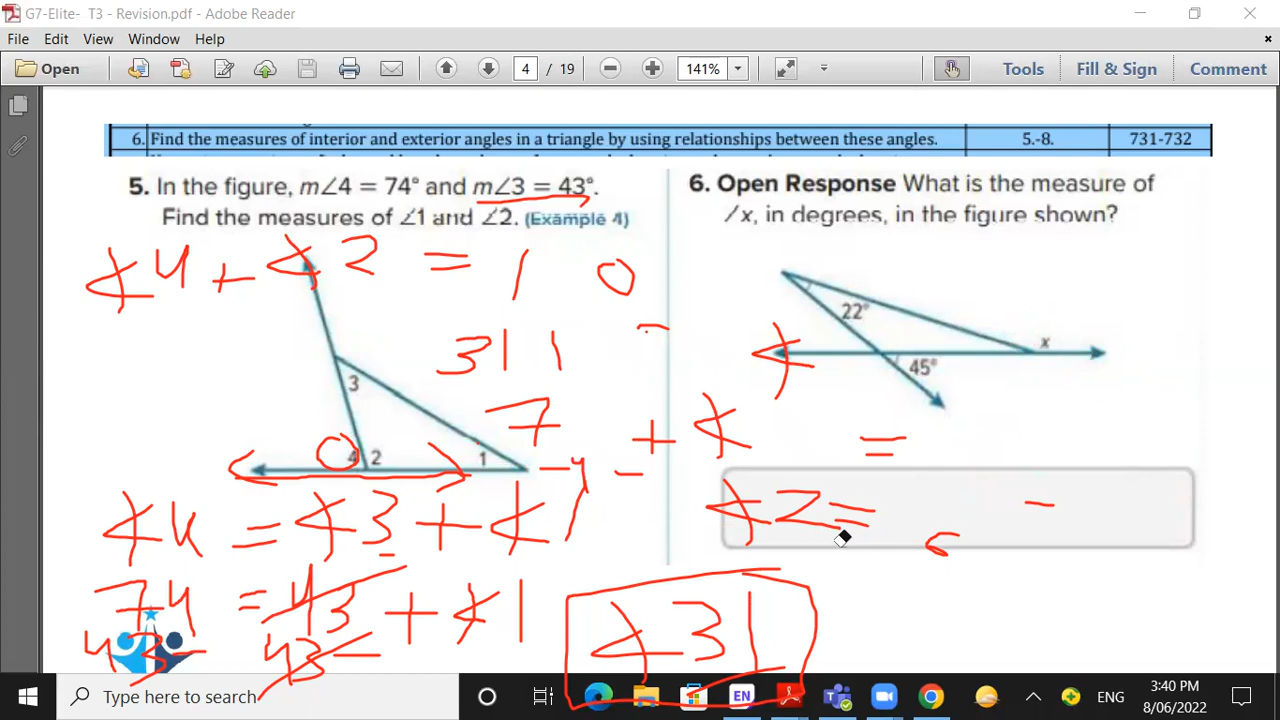 G7-Elite- T3 - Revision.pdf - Adobe Reader
File Edit View Window Help
Open 4 / 19 141% Tools Fill & Sign Comment
6. Find the measures of interior and exterior angles in a triangle by using relationships between these angles. 5.-8. 731-732
5. In the figure, m∠4 = 74° and m∠3 = 43°.
Find the measures of ∠1 and ∠2. (Example 4)
∠4 + ∠2 = 1 0
311
7
3
4 2 1
∠4 = ∠3 + ∠1
74 = 43 + ∠1
43 43
∠31
6. Open Response What is the measure of
∠x, in degrees, in the figure shown?
22°
x
45°
+ ∠ =
∠2 =
Type here to search
EN
ENG
3:40 PM
8/06/2022